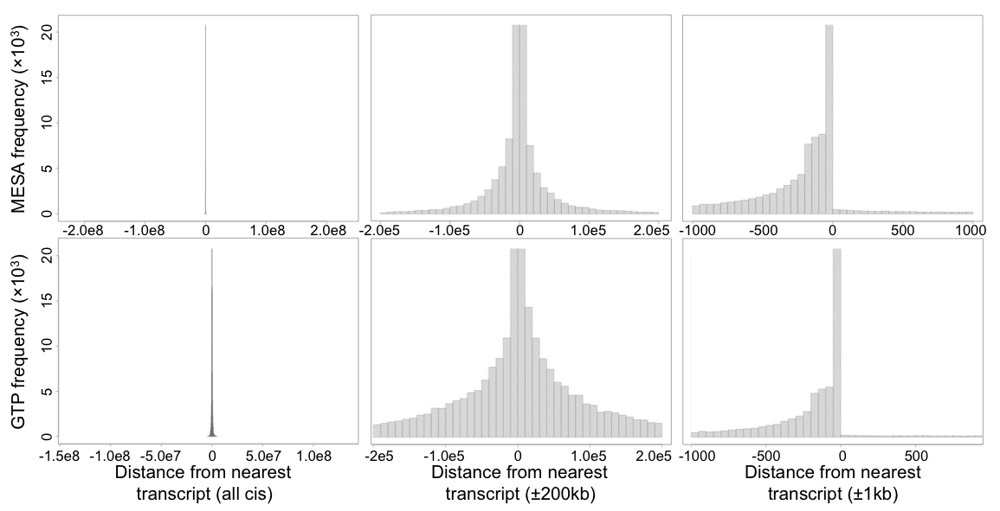 MESA frequency (×10³)
20
15
10
5
0
-2.0e8 -1.0e8 0 1.0e8 2.0e8
-2.0e5 -1.0e5 0 1.0e5 2.0e5
-1000 -500 0 500 1000
GTP frequency (×10³)
20
15
10
5
0
-1.5e8 -1.0e8 -5.0e7 0 5.0e7 1.0e8
-2e5 -1.0e5 0 1.0e5 2.0e5
-1000 -500 0 500
Distance from nearest
transcript (all cis)
Distance from nearest
transcript (±200kb)
Distance from nearest
transcript (±1kb)